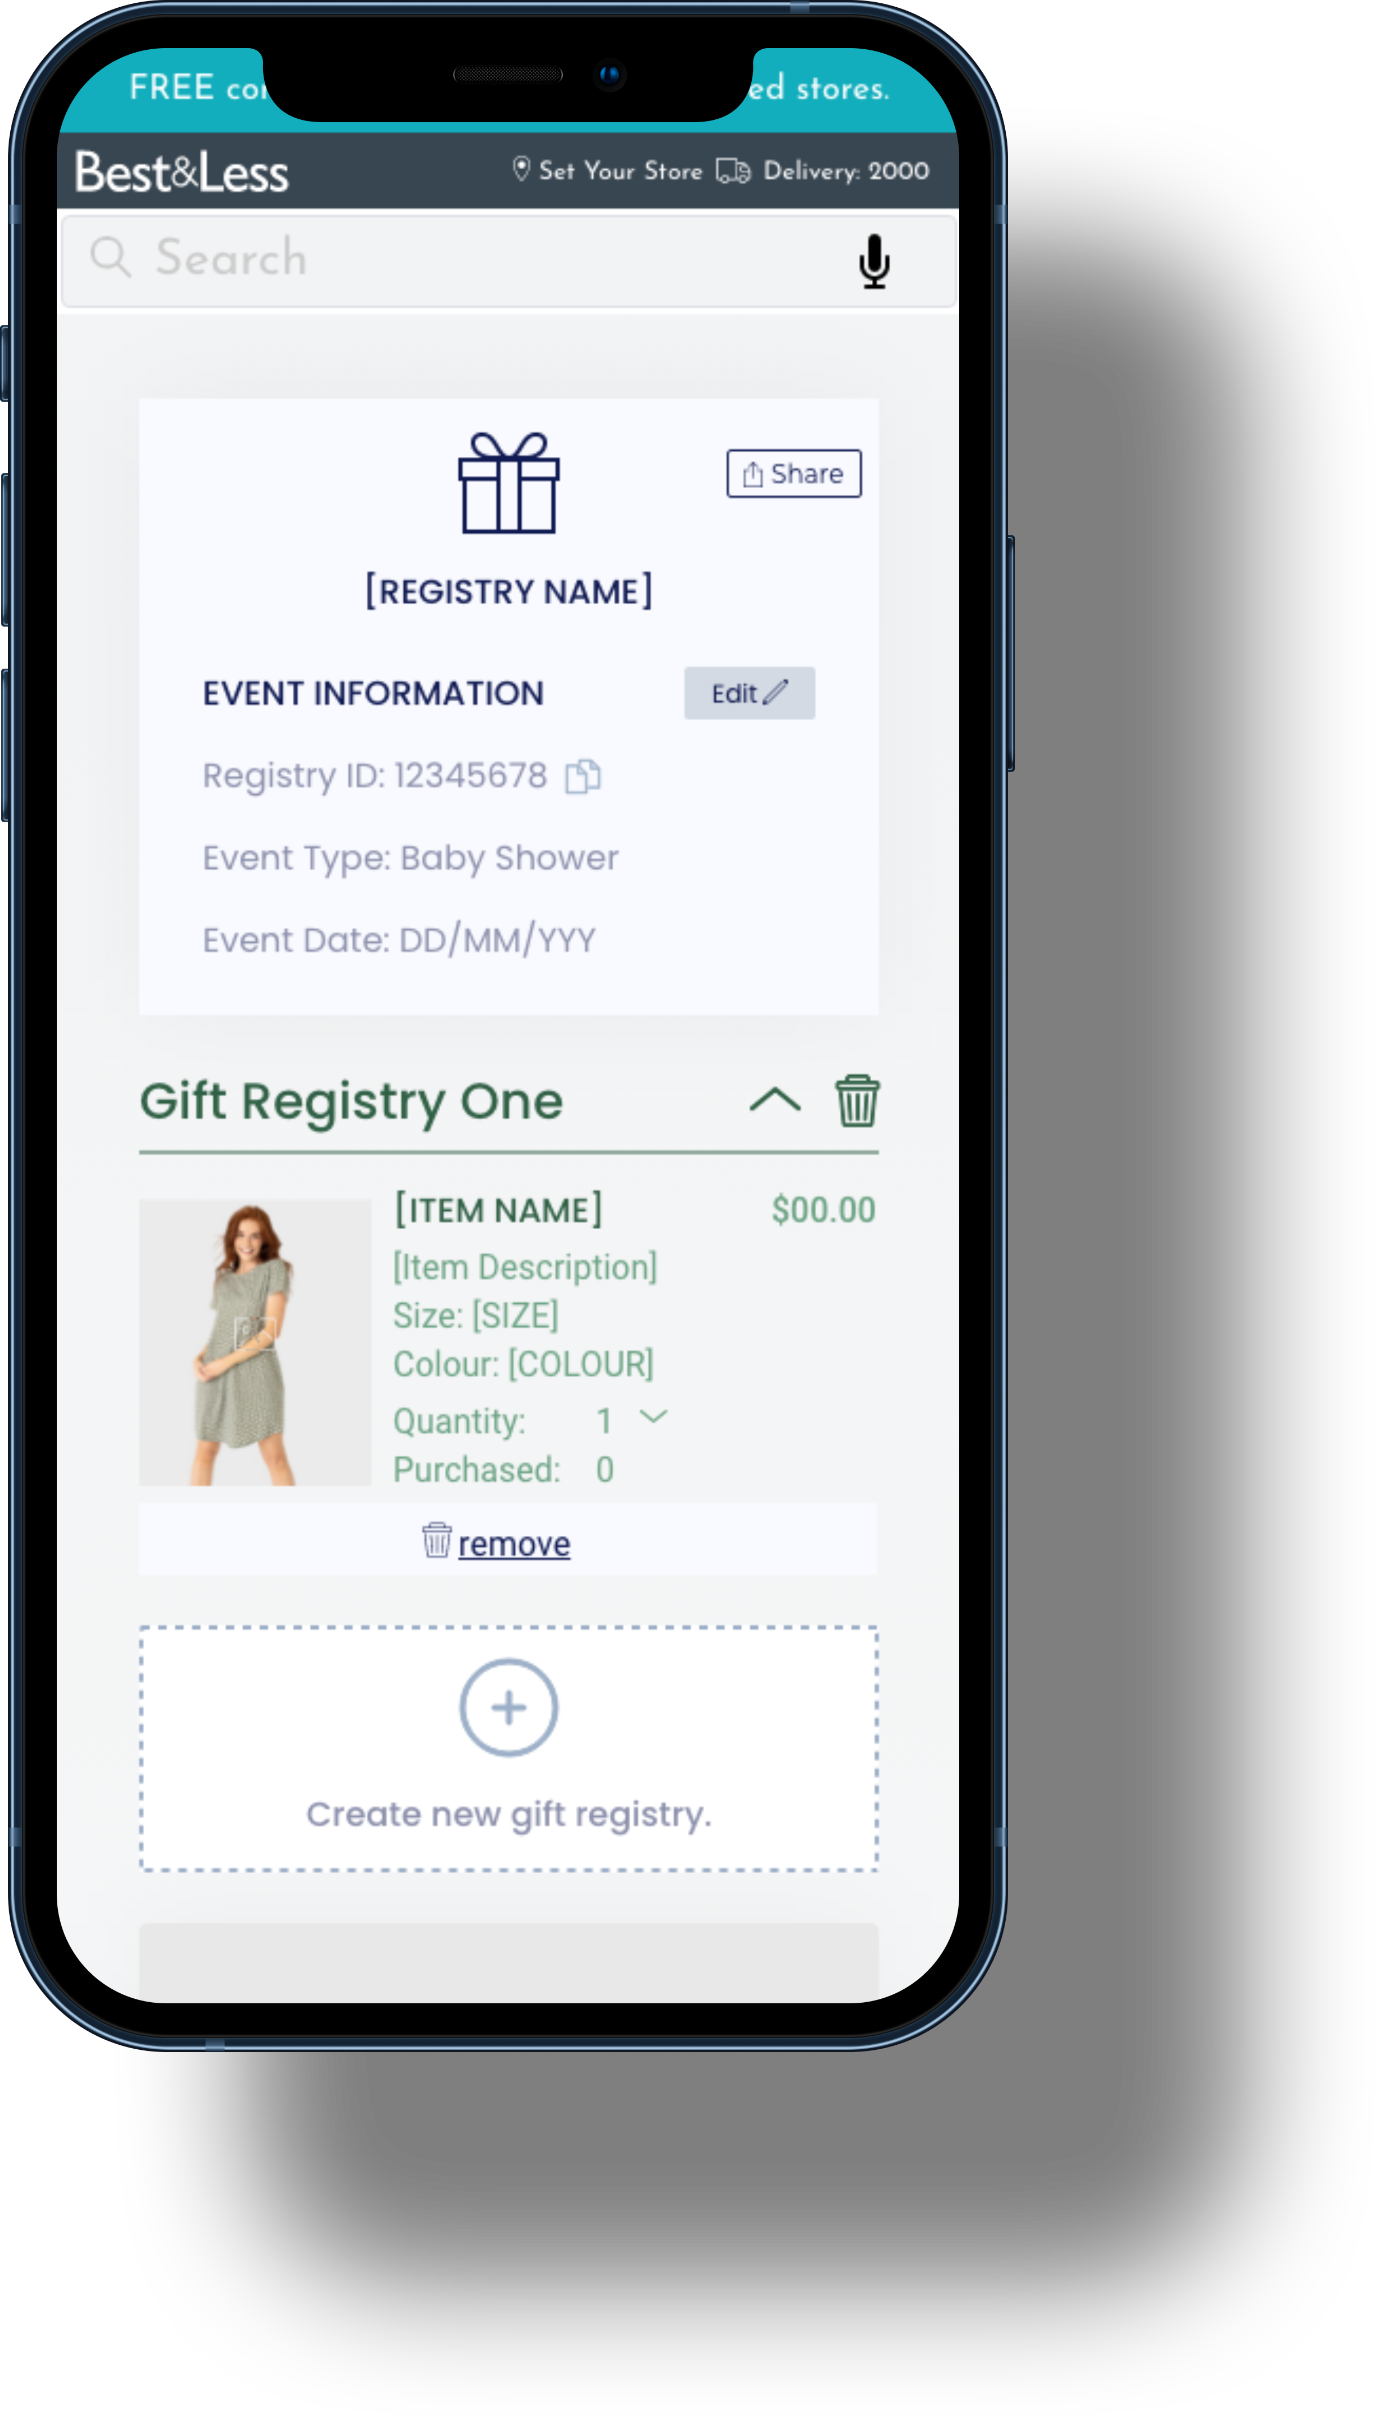 FREE ed stores.
Best&Less Set Your Store Delivery: 2000
Search
Share
[REGISTRY NAME]
EVENT INFORMATION Edit
Registry ID: 12345678
Event Type: Baby Shower
Event Date: DD/MM/YYY
Gift Registry One
[ITEM NAME] $00.00
[Item Description]
Size: [SIZE]
Colour: [COLOUR]
Quantity: 1
Purchased: 0
remove
Create new gift registry.